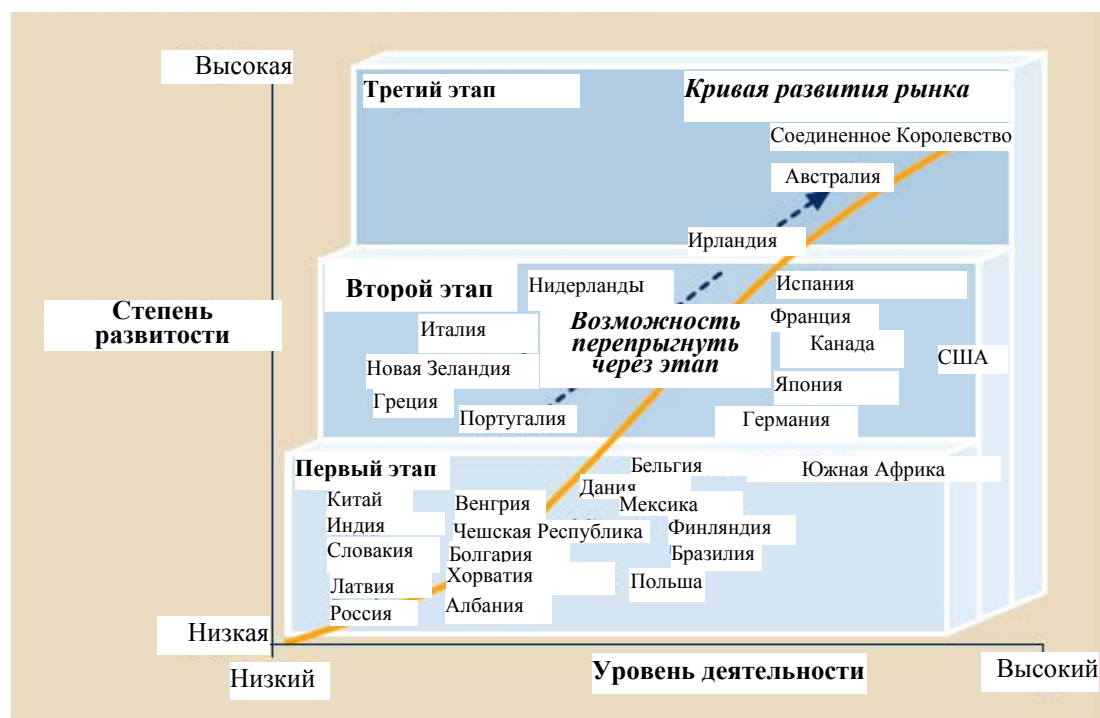 Высокая
Третий этап
Кривая развития рынка
Соединенное Королевство
Австралия
Ирландия
Второй этап
Нидерланды
Испания
Степень
развитости
Италия
Возможность
перепрыгнуть
через этап
Франция
Канада
США
Новая Зеландия
Япония
Греция
Португалия
Германия
Первый этап
Бельгия
Южная Африка
Китай
Венгрия
Дания
Мексика
Индия
Чешская Республика
Финляндия
Словакия
Болгария
Бразилия
Хорватия
Латвия
Польша
Россия
Албания
Низкая
Низкий
Уровень деятельности
Высокий